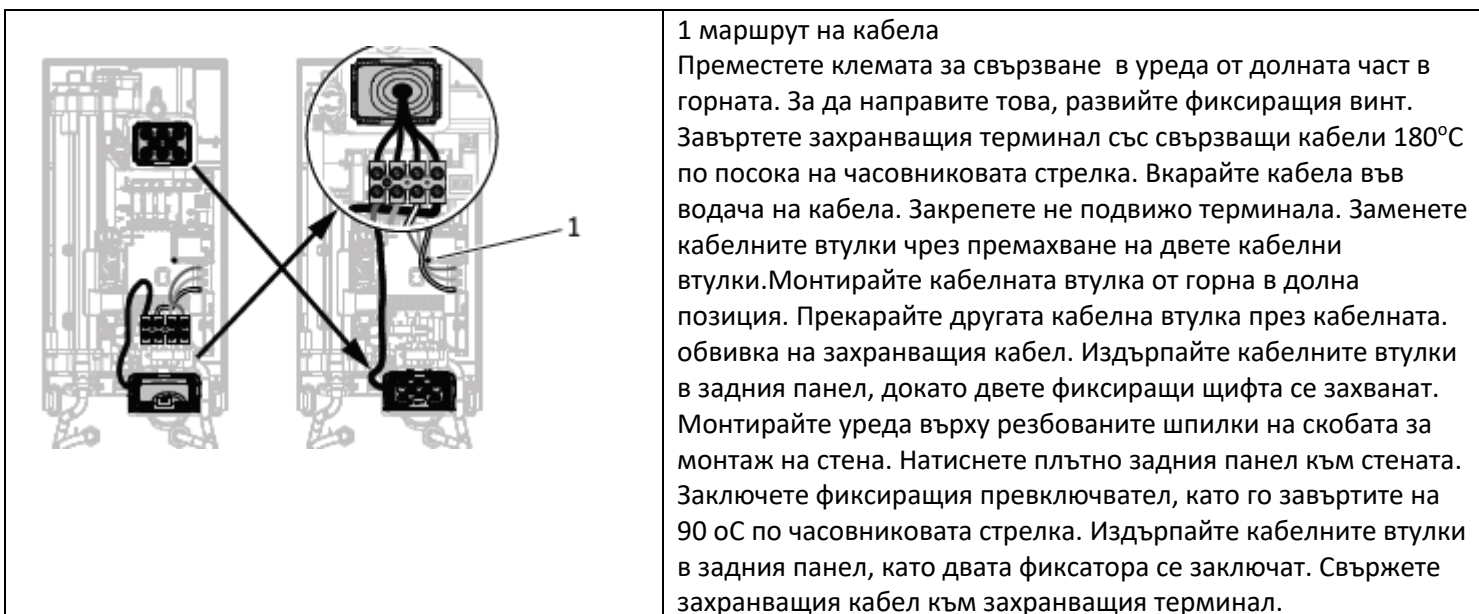 1 маршрут на кабела
Преместете клемата за свързване в уреда от долната част в
горната. За да направите това, развийте фиксиращия винт.
Завъртете захранващия терминал със свързващи кабели 180°C
по посока на часовниковата стрелка. Вкарайте кабела във
водача на кабела. Закрепете не подвижо терминала. Заменете
кабелните втулки чрез премахване на двете кабелни
втулки.Монтирайте кабелната втулка от горна в долна
позиция. Прекарайте другата кабелна втулка през кабелната.
обвивка на захранващия кабел. Издърпайте кабелните втулки
в задния панел, докато двете фиксиращи щифта се захванат.
Монтирайте уреда върху резбованите шпилки на скобата за
монтаж на стена. Натиснете плътно задния панел към стената.
Заключете фиксиращия превключвател, като го завъртите на
90 оС по часовниковата стрелка. Издърпайте кабелните втулки
в задния панел, като двата фиксатора се заключат. Свържете
захранващия кабел към захранващия терминал.
1